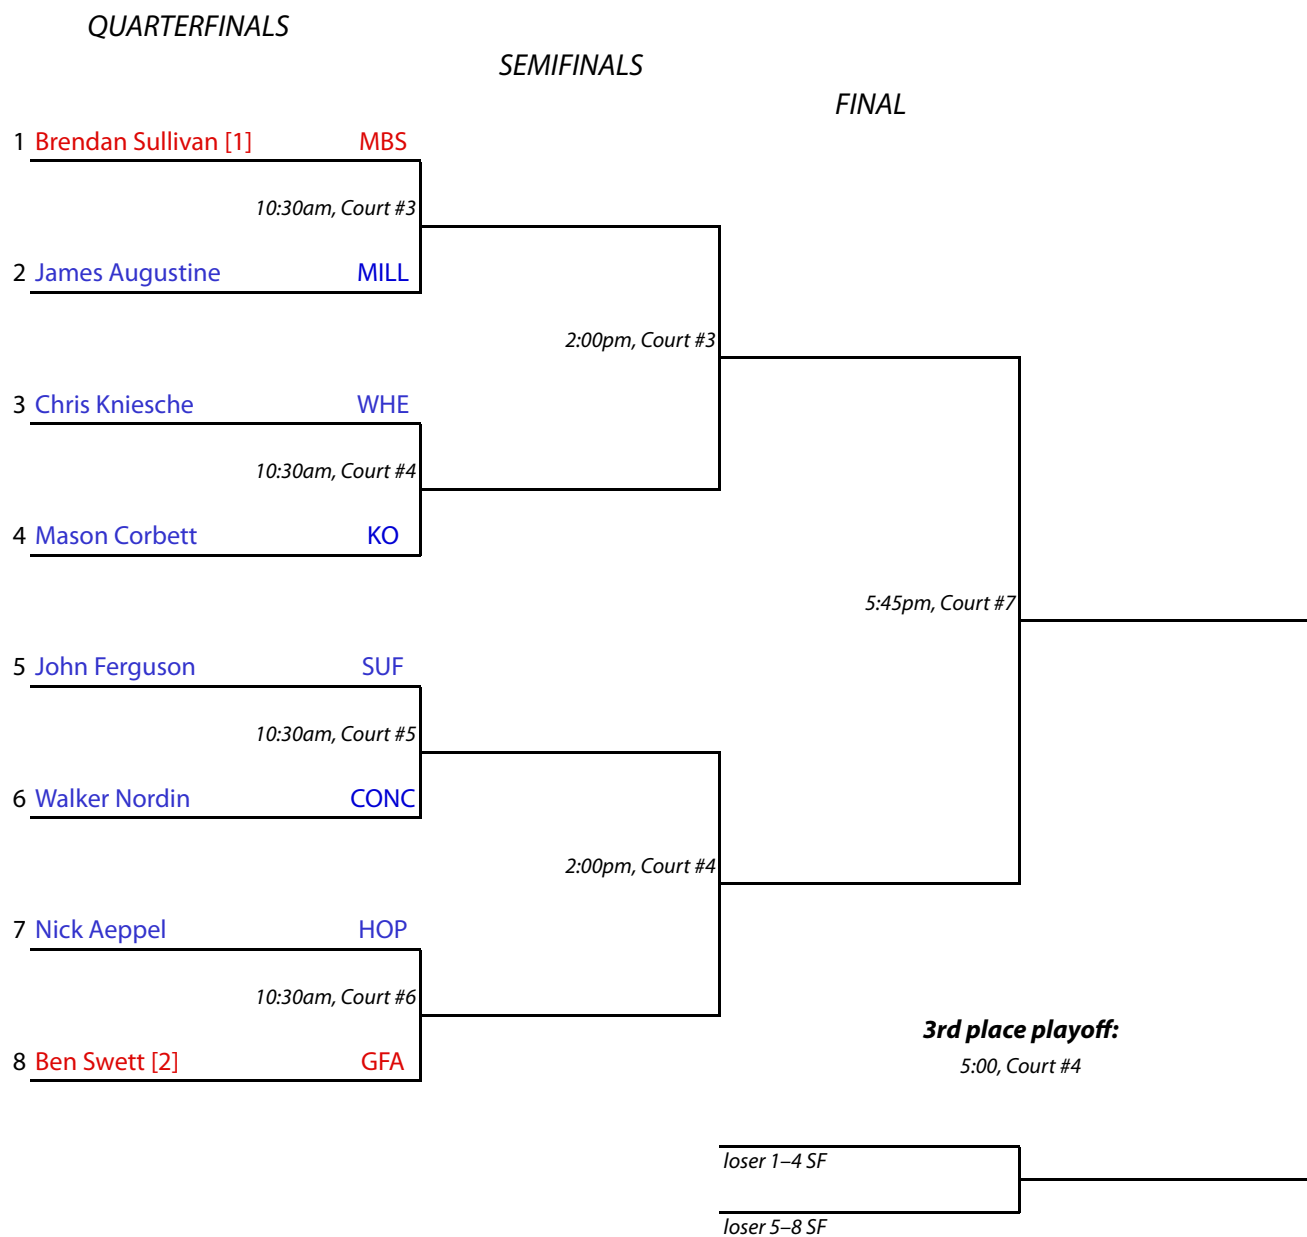 QUARTERFINALS
SEMIFINALS
FINAL
1 Brendan Sullivan [1] MBS
10:30am, Court #3
2 James Augustine MILL
2:00pm, Court #3
3 Chris Kniesche WHE
10:30am, Court #4
4 Mason Corbett KO
5:45pm, Court #7
5 John Ferguson SUF
10:30am, Court #5
6 Walker Nordin CONC
2:00pm, Court #4
7 Nick Aeppel HOP
10:30am, Court #6
8 Ben Swett [2] GFA
3rd place playoff:
5:00, Court #4
loser 1–4 SF
loser 5–8 SF